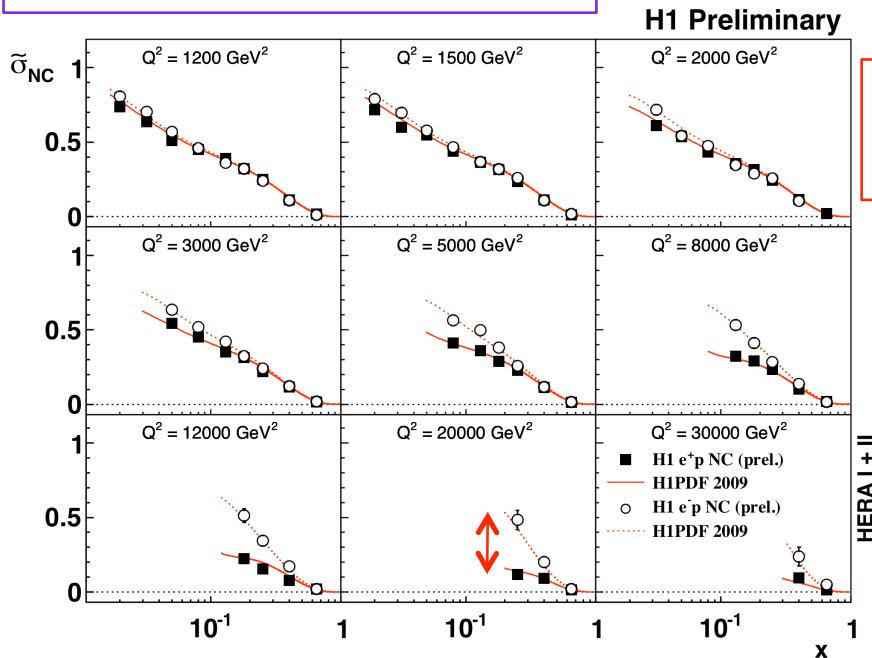 H1 Preliminary
σ̃NC
Q² = 1200 GeV²
Q² = 1500 GeV²
Q² = 2000 GeV²
1
0.5
0
Q² = 3000 GeV²
Q² = 5000 GeV²
Q² = 8000 GeV²
1
0.5
0
Q² = 12000 GeV²
Q² = 20000 GeV²
Q² = 30000 GeV²
1
0.5
0
H1 e⁺p NC (prel.)
H1PDF 2009
H1 e⁻p NC (prel.)
H1PDF 2009
HERA I + II
10⁻¹
1
10⁻¹
1
10⁻¹
1
x